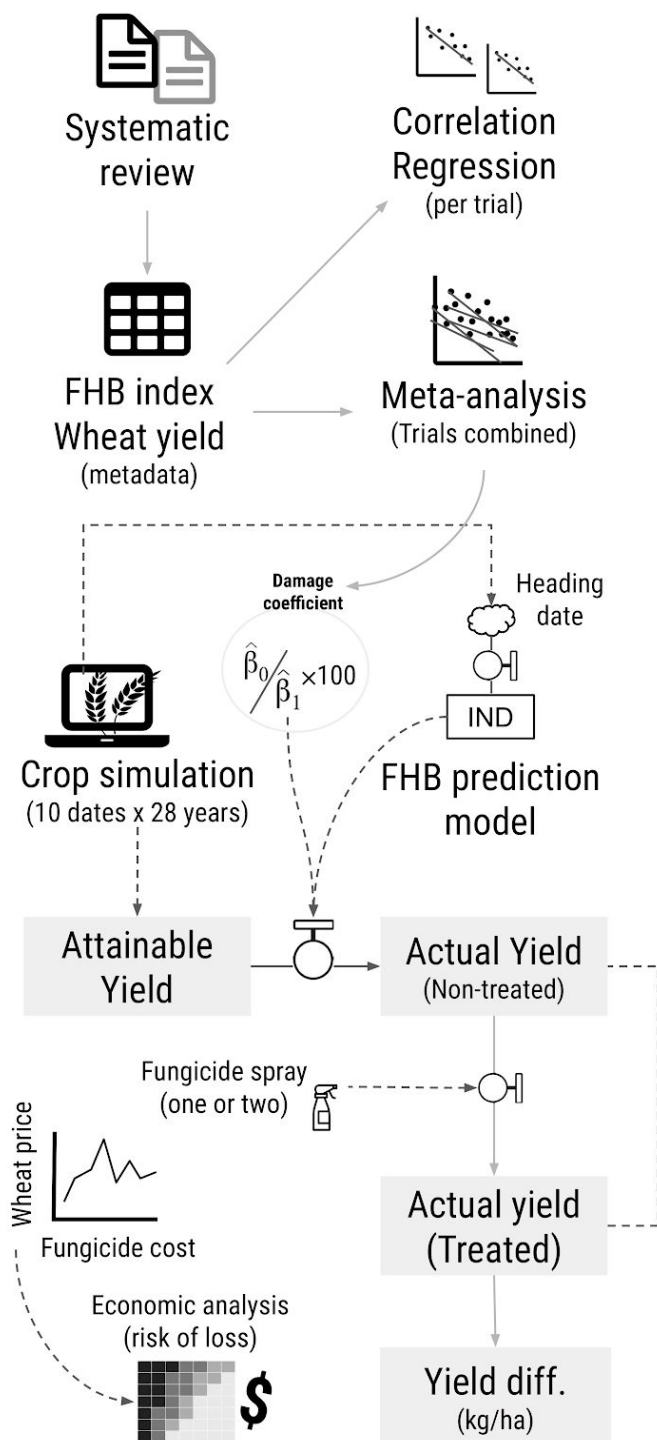 Systematic
review
Correlation
Regression
(per trial)
FHB index
Wheat yield
(metadata)
Meta-analysis
(Trials combined)
Damage
coefficient
β̂0/β̂1 ×100
Heading
date
IND
Crop simulation
(10 dates x 28 years)
FHB prediction
model
Attainable
Yield
Actual Yield
(Non-treated)
Fungicide spray
(one or two)
Wheat price
Fungicide cost
Actual yield
(Treated)
Economic analysis
(risk of loss)
$
Yield diff.
(kg/ha)